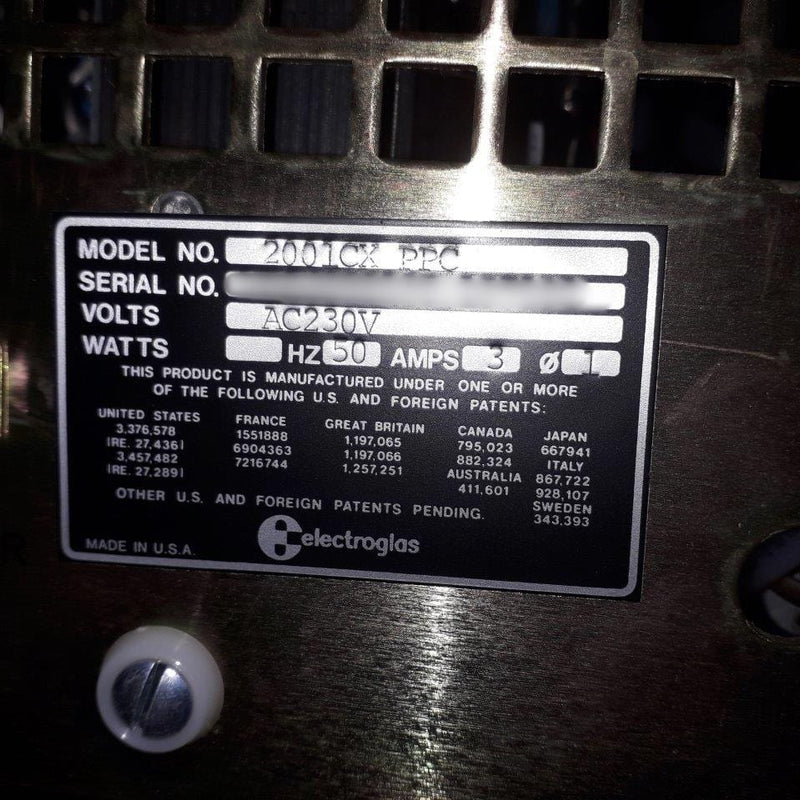 MODEL NO. 2001CX PPC
SERIAL NO.
VOLTS AC230V
WATTS HZ 50 AMPS 3 Ø 1
THIS PRODUCT IS MANUFACTURED UNDER ONE OR MORE
OF THE FOLLOWING U.S. AND FOREIGN PATENTS:
UNITED STATES
3,376,578
(RE. 27,436)
3,457,482
(RE. 27,289)
FRANCE
1551888
6904363
7216744
GREAT BRITAIN
1,197,065
1,197,066
1,257,251
CANADA
795,023
882,324
AUSTRALIA
411,601
JAPAN
667941
ITALY
867,722
928,107
SWEDEN
343,393
OTHER U.S. AND FOREIGN PATENTS PENDING.
MADE IN U.S.A.
electroglas